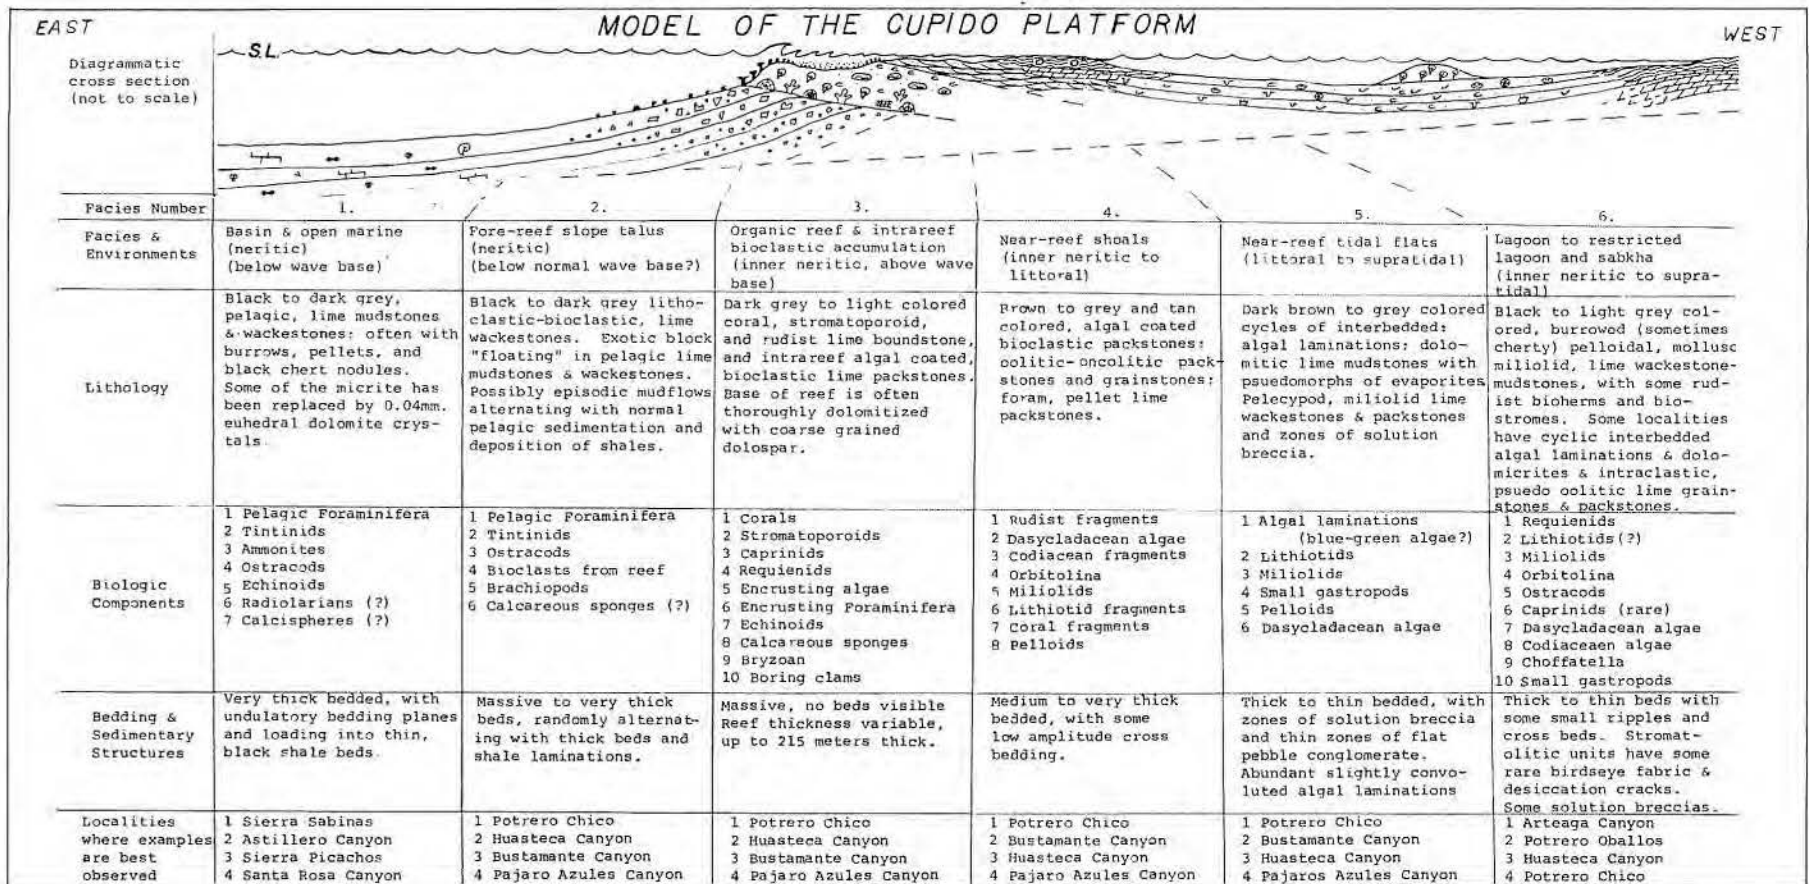 EAST
MODEL OF THE CUPIDO PLATFORM
WEST
S.L.
Diagrammatic
cross section
(not to scale)
Facies Number
1.
2.
3.
4.
5.
6.
Facies &
Environments
Basin & open marine
(neritic)
(below wave base)
Fore-reef slope talus
(neritic)
(below normal wave base?)
Organic reef & intrareef
bioclastic accumulation
(inner neritic, above wave
base)
Near-reef shoals
(inner neritic to
littoral)
Near-reef tidal flats
(littoral to supratidal)
Lagoon to restricted
lagoon and sabkha
(inner neritic to supra-
tidal)
Lithology
Black to dark grey,
pelagic, lime mudstones
& wackestones: often with
burrows, pellets, and
black chert nodules.
Some of the micrite has
been replaced by 0.04mm.
euhedral dolomite crys-
tals.
Black to dark grey litho-
clastic-bioclastic, lime
wackestones. Exotic block
"floating" in pelagic lime
mudstones & wackestones.
Possibly episodic mudflows
alternating with normal
pelagic sedimentation and
deposition of shales.
Dark grey to light colored
coral, stromatoporoid,
and rudist lime boundstone,
and intrareef algal coated,
bioclastic lime packstones.
Base of reef is often
thoroughly dolomitized
with coarse grained
dolospar.
Brown to grey and tan
colored, algal coated
bioclastic packstones:
oolitic-oncolitic pack-
stones and grainstones:
foram, pellet lime
packstones.
Dark brown to grey colored
cycles of interbedded:
algal laminations: dolo-
mitic lime mudstones with
psuedomorphs of evaporites
Pelecypod, miliolid lime
wackestones & packstones
and zones of solution
breccia.
Black to light grey col-
ored, burrowed (sometimes
cherty) pelloidal, mollusc
miliolid, lime wackestone-
mudstones, with some rud-
ist bioherms and bio-
stromes. Some localities
have cyclic interbedded
algal laminations & dolo-
micrites & intraclastic,
psuedo oolitic lime grain-
stones & packstones.
Biologic
Components
1 Pelagic Foraminifera
2 Tintinids
3 Ammonites
4 Ostracods
5 Echinoids
6 Radiolarians (?)
7 Calcispheres (?)
1 Pelagic Foraminifera
2 Tintinids
3 Ostracods
4 Bioclasts from reef
5 Brachiopods
6 Calcareous sponges (?)
1 Corals
2 Stromatoporoids
3 Caprinids
4 Requienids
5 Encrusting algae
6 Encrusting Foraminifera
7 Echinoids
8 Calcareous sponges
9 Bryzoan
10 Boring clams
1 Rudist fragments
2 Dasycladacean algae
3 Codiacean fragments
4 Orbitolina
5 Miliolids
6 Lithiotid fragments
7 Coral fragments
8 Pelloids
1 Algal laminations
(blue-green algae?)
2 Lithiotids
3 Miliolids
4 Small gastropods
5 Pelloids
6 Dasycladacean algae
1 Requienids
2 Lithiotids(?)
3 Miliolids
4 Orbitolina
5 Ostracods
6 Caprinids (rare)
7 Dasycladacean algae
8 Codiaceaen algae
9 Choffatella
10 Small gastropods
Bedding &
Sedimentary
Structures
Very thick bedded, with
undulatory bedding planes
and loading into thin,
black shale beds.
Massive to very thick
beds, randomly alternat-
ing with thick beds and
shale laminations.
Massive, no beds visible
Reef thickness variable,
up to 215 meters thick.
Medium to very thick
bedded, with some
low amplitude cross
bedding.
Thick to thin bedded, with
zones of solution breccia
and thin zones of flat
pebble conglomerate.
Abundant slightly convo-
luted algal laminations
Thick to thin beds with
some small ripples and
cross beds. Stromat-
olitic units have some
rare birdseye fabric &
desiccation cracks.
Some solution breccias.
Localities
where examples
are best
observed
1 Sierra Sabinas
2 Astillero Canyon
3 Sierra Picachos
4 Santa Rosa Canyon
1 Potrero Chico
2 Huasteca Canyon
3 Bustamante Canyon
4 Pajaro Azules Canyon
1 Potrero Chico
2 Huasteca Canyon
3 Bustamante Canyon
4 Pajaro Azules Canyon
1 Potrero Chico
2 Bustamante Canyon
3 Huasteca Canyon
4 Pajaro Azules Canyon
1 Potrero Chico
2 Bustamante Canyon
3 Huasteca Canyon
4 Pajaros Azules Canyon
1 Arteaga Canyon
2 Potrero Oballos
3 Huasteca Canyon
4 Potrero Chico